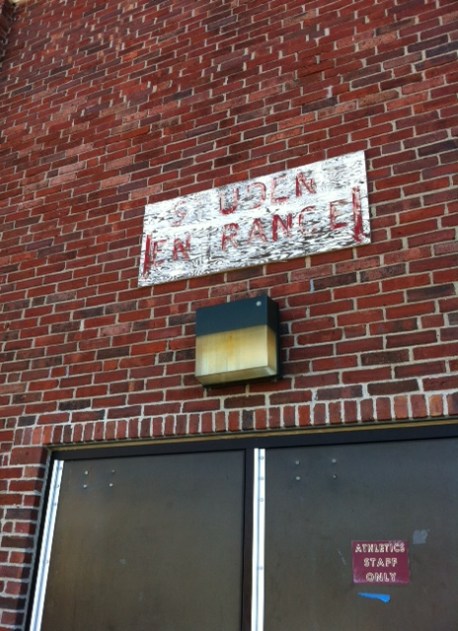 S UDEN
EN RANCE
ATHLETICS
STAFF
ONLY